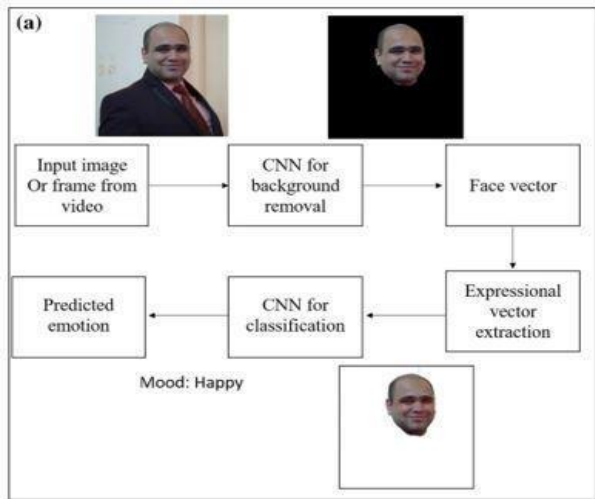 (a)
Input image
Or frame from
video
CNN for
background
removal
Face vector
Expressional
vector
extraction
CNN for
classification
Predicted
emotion
Mood: Happy